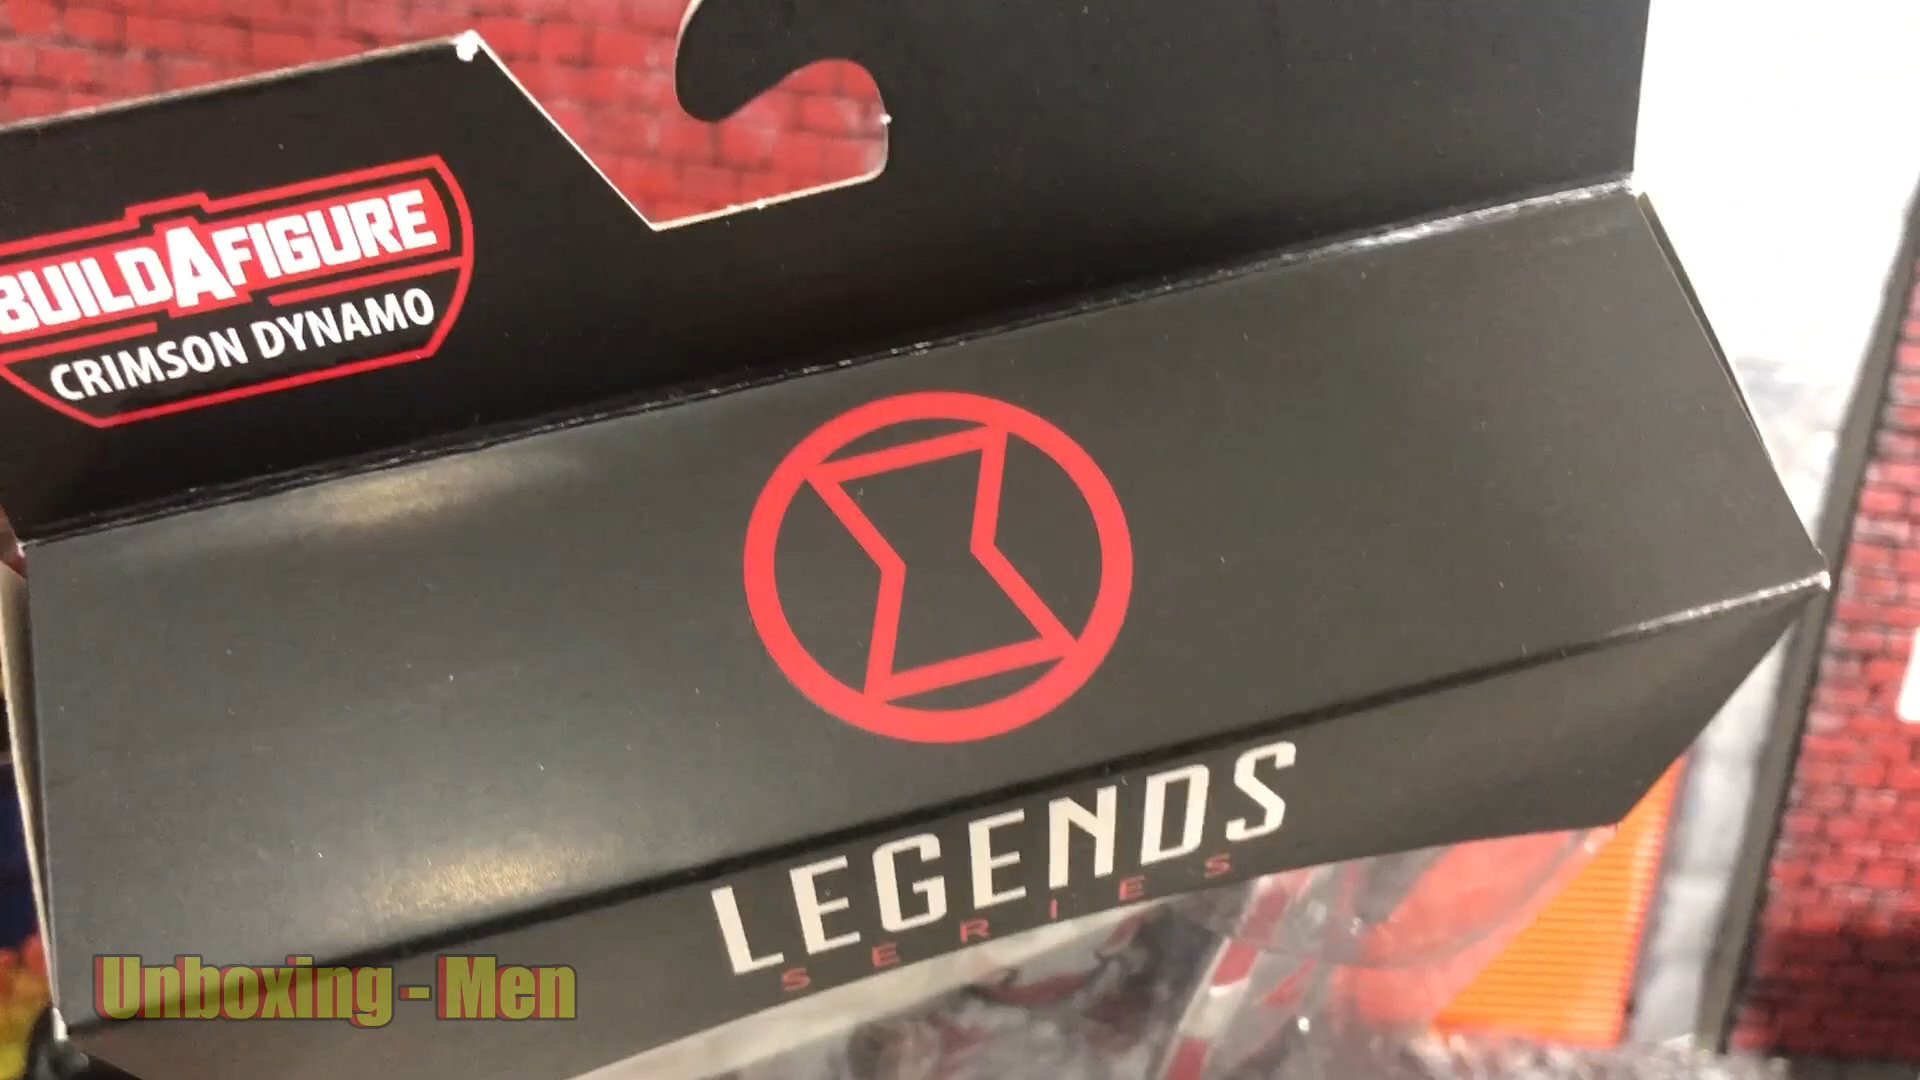 BUILDAFIGURE
CRIMSON DYNAMO
LEGENDS
SERIES
Unboxing - Men